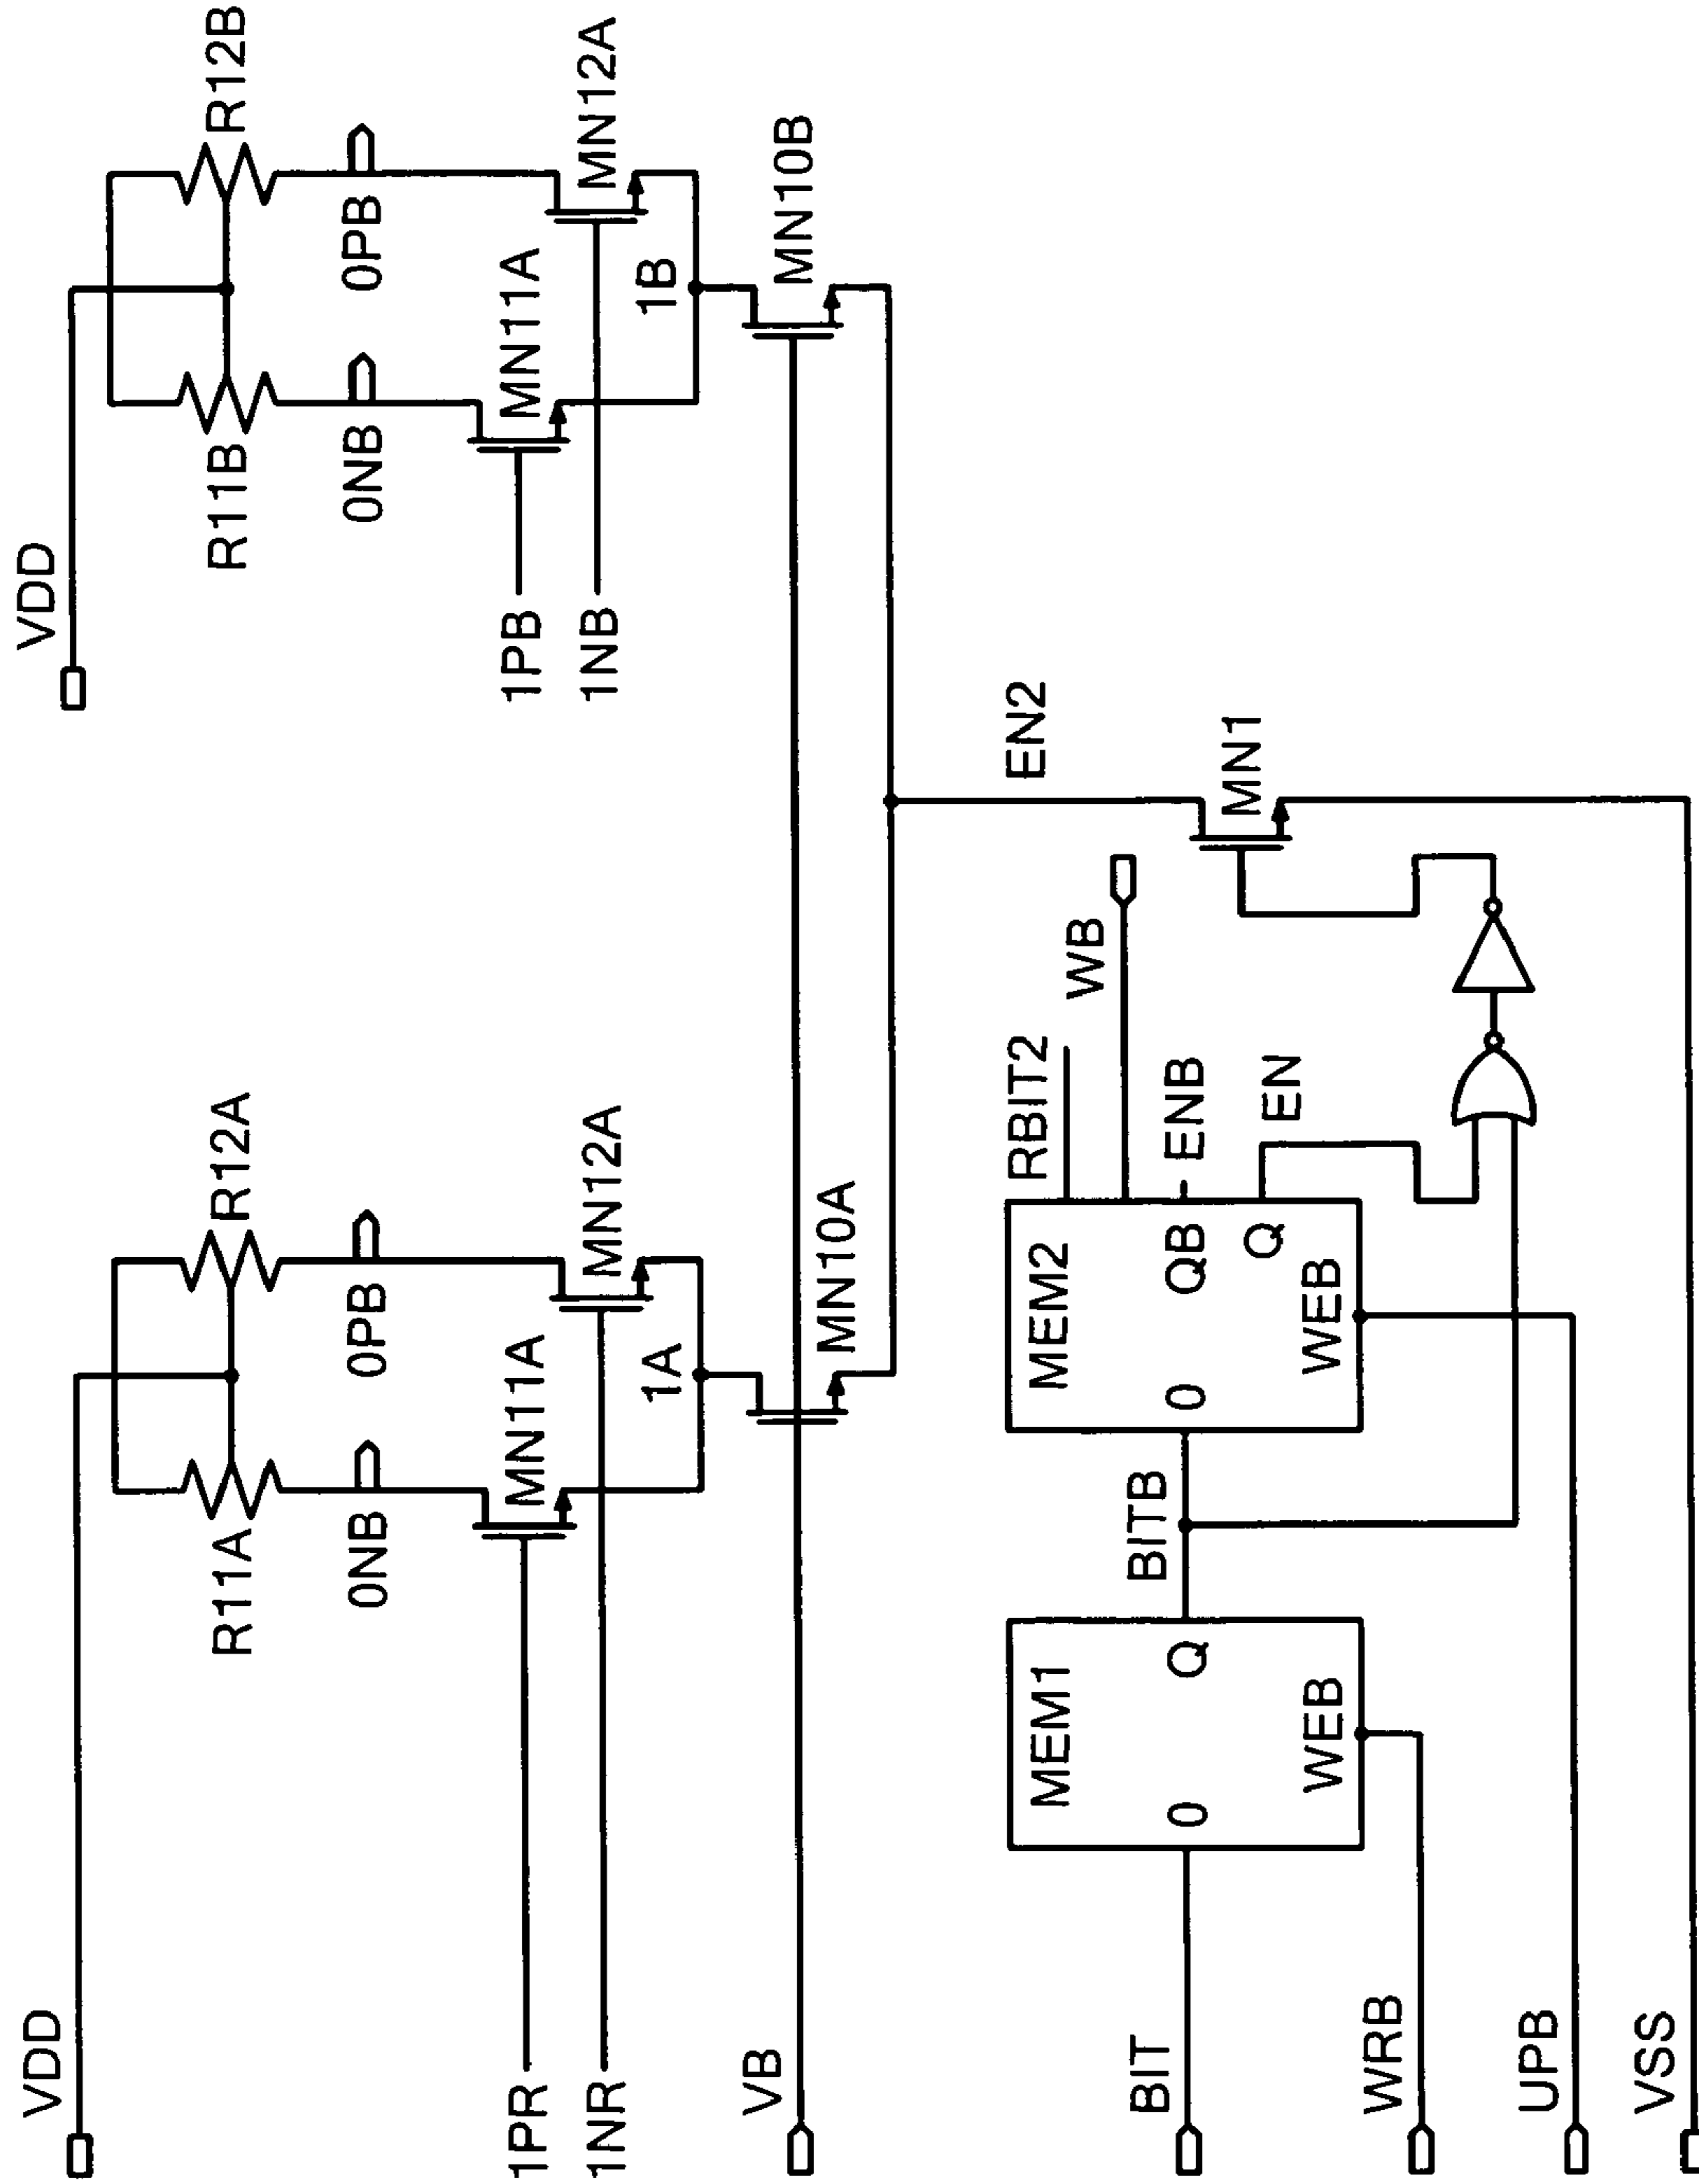 VDD
R11A
R12A
0NB
0PB
1PR
MN11A
1NR
MN12A
1A
VB
MN10A
VDD
R11B
R12B
0NB
0PB
1PB
MN11A
1NB
MN12A
1B
MN10B
EN2
MN1
BIT
MEM1
0
Q
WEB
WRB
BITB
MEM2
0
QB
Q
WEB
RBIT2
WB
ENB
EN
UPB
VSS